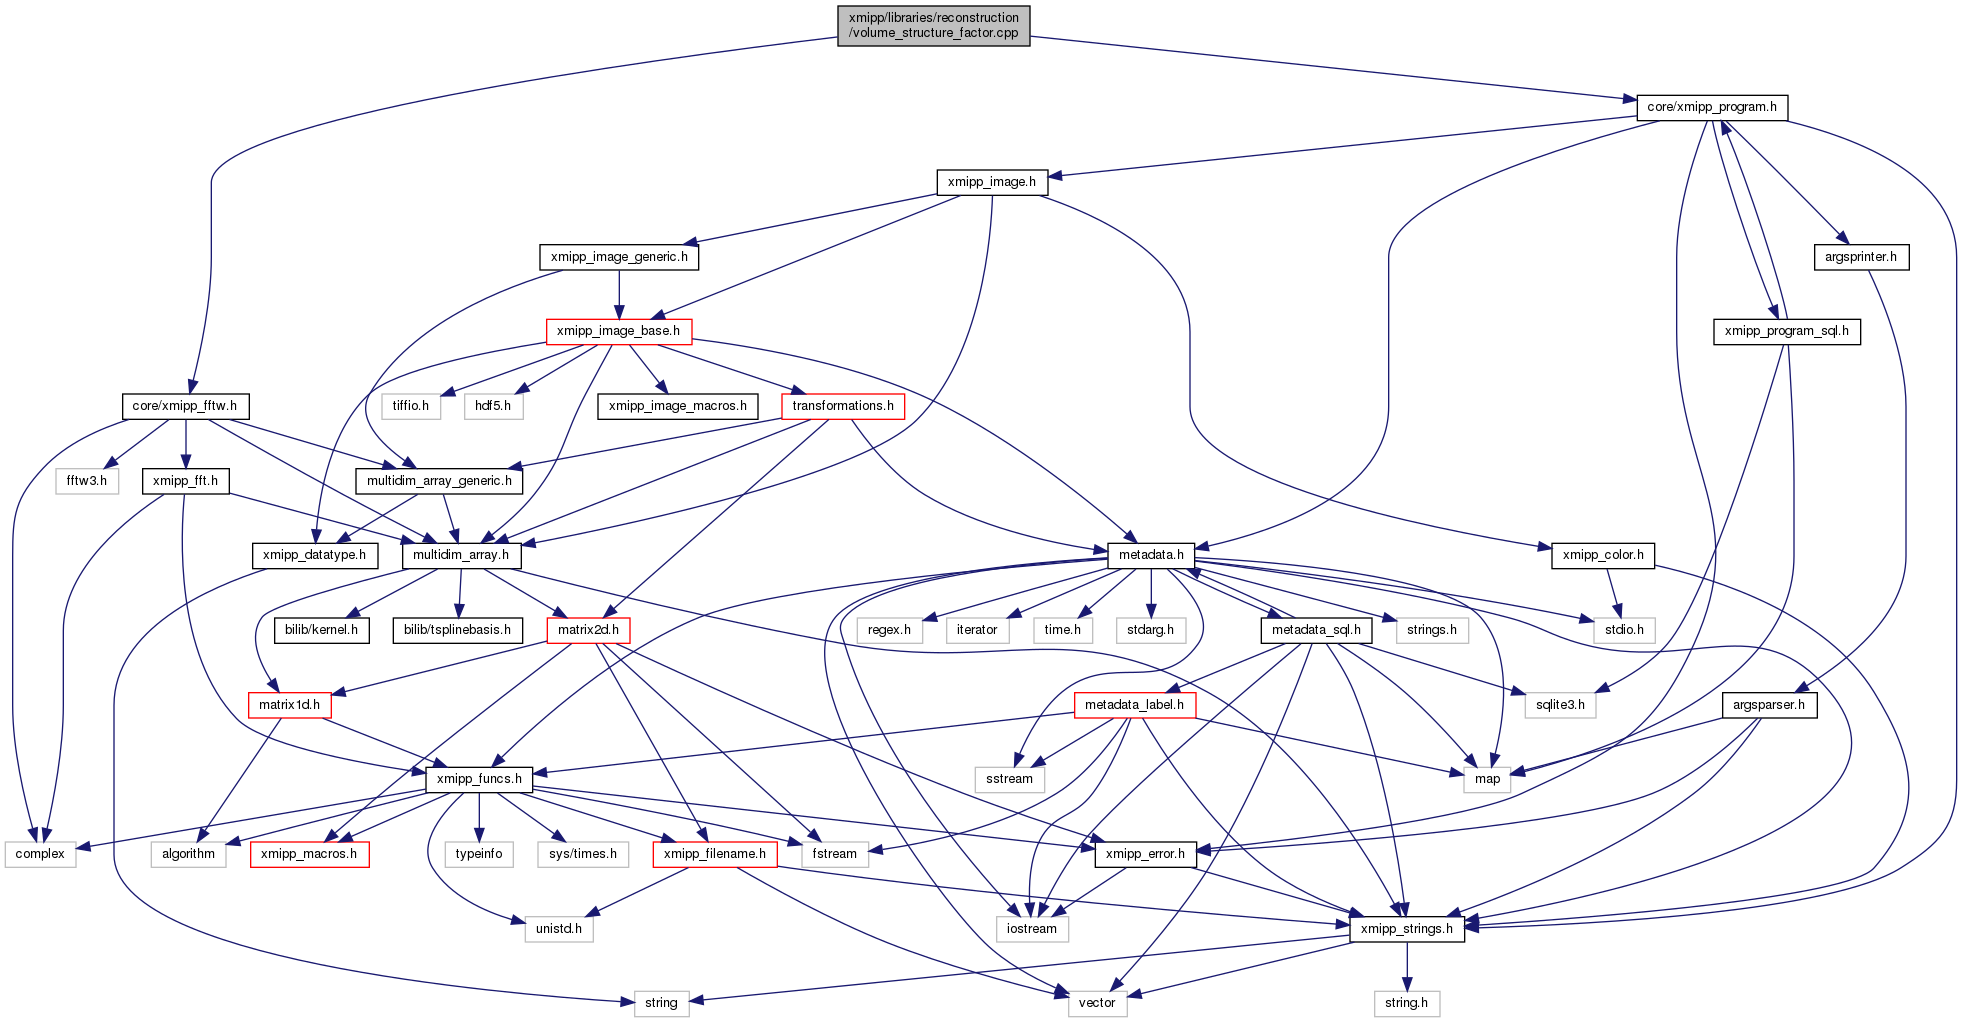 xmipp/libraries/reconstruction
/volume_structure_factor.cpp
core/xmipp_program.h
xmipp_image.h
xmipp_image_generic.h
argsprinter.h
xmipp_image_base.h
xmipp_program_sql.h
core/xmipp_fftw.h
tiffio.h
hdf5.h
xmipp_image_macros.h
transformations.h
fftw3.h
xmipp_fft.h
multidim_array_generic.h
xmipp_datatype.h
multidim_array.h
metadata.h
xmipp_color.h
bilib/kernel.h
bilib/tsplinebasis.h
matrix2d.h
regex.h
iterator
time.h
stdarg.h
metadata_sql.h
strings.h
stdio.h
matrix1d.h
metadata_label.h
sqlite3.h
argsparser.h
xmipp_funcs.h
sstream
map
complex
algorithm
xmipp_macros.h
typeinfo
sys/times.h
xmipp_filename.h
fstream
xmipp_error.h
unistd.h
iostream
xmipp_strings.h
string
vector
string.h